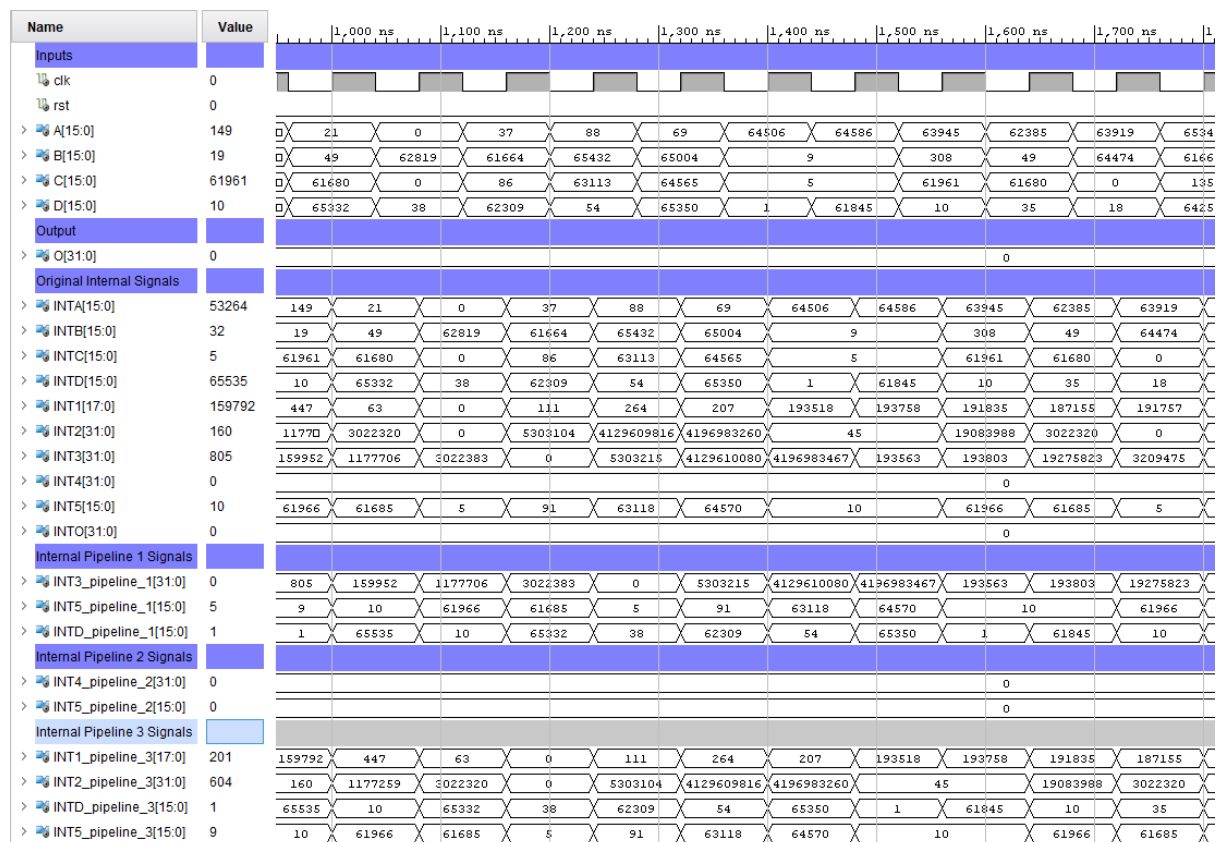 Name Value 1,000 ns 1,100 ns 1,200 ns 1,300 ns 1,400 ns 1,500 ns 1,600 ns 1,700 ns
Inputs
clk 0
rst 0
A[15:0] 149 21 0 37 88 69 64506 64586 63945 62385 63919 6534
B[15:0] 19 49 62819 61664 65432 65004 9 308 49 64474 6166
C[15:0] 61961 61680 0 86 63113 64565 5 61961 61680 0 135
D[15:0] 10 65332 38 62309 54 65350 1 61845 10 35 18 6425
Output
O[31:0] 0 0
Original Internal Signals
INTA[15:0] 53264 149 21 0 37 88 69 64506 64586 63945 62385 63919
INTB[15:0] 32 19 49 62819 61664 65432 65004 9 308 49 64474
INTC[15:0] 5 61961 61680 0 86 63113 64565 5 61961 61680 0
INTD[15:0] 65535 10 65332 38 62309 54 65350 1 61845 10 35 18
INT1[17:0] 159792 447 63 0 111 264 207 193518 193758 191835 187155 191757
INT2[31:0] 160 1177 3022320 0 5303104 4129609816 4196983260 45 19083988 3022320 0
INT3[31:0] 805 159952 1177706 3022383 0 5303215 4129610080 4196983467 193563 193803 19275823 3209475
INT4[31:0] 0 0
INT5[15:0] 10 61966 61685 5 91 63118 64570 10 61966 61685 5
INTO[31:0] 0 0
Internal Pipeline 1 Signals
INT3_pipeline_1[31:0] 0 805 159952 1177706 3022383 0 5303215 4129610080 4196983467 193563 193803 19275823
INT5_pipeline_1[15:0] 5 9 10 61966 61685 5 91 63118 64570 10 61966
INTD_pipeline_1[15:0] 1 1 65535 10 65332 38 62309 54 65350 1 61845 10
Internal Pipeline 2 Signals
INT4_pipeline_2[31:0] 0 0
INT5_pipeline_2[15:0] 0 0
Internal Pipeline 3 Signals
INT1_pipeline_3[17:0] 201 159792 447 63 0 111 264 207 193518 193758 191835 187155
INT2_pipeline_3[31:0] 604 160 1177259 3022320 0 5303104 4129609816 4196983260 45 19083988 3022320
INTD_pipeline_3[15:0] 1 65535 10 65332 38 62309 54 65350 1 61845 10 35
INT5_pipeline_3[15:0] 9 10 61966 61685 5 91 63118 64570 10 61966 61685